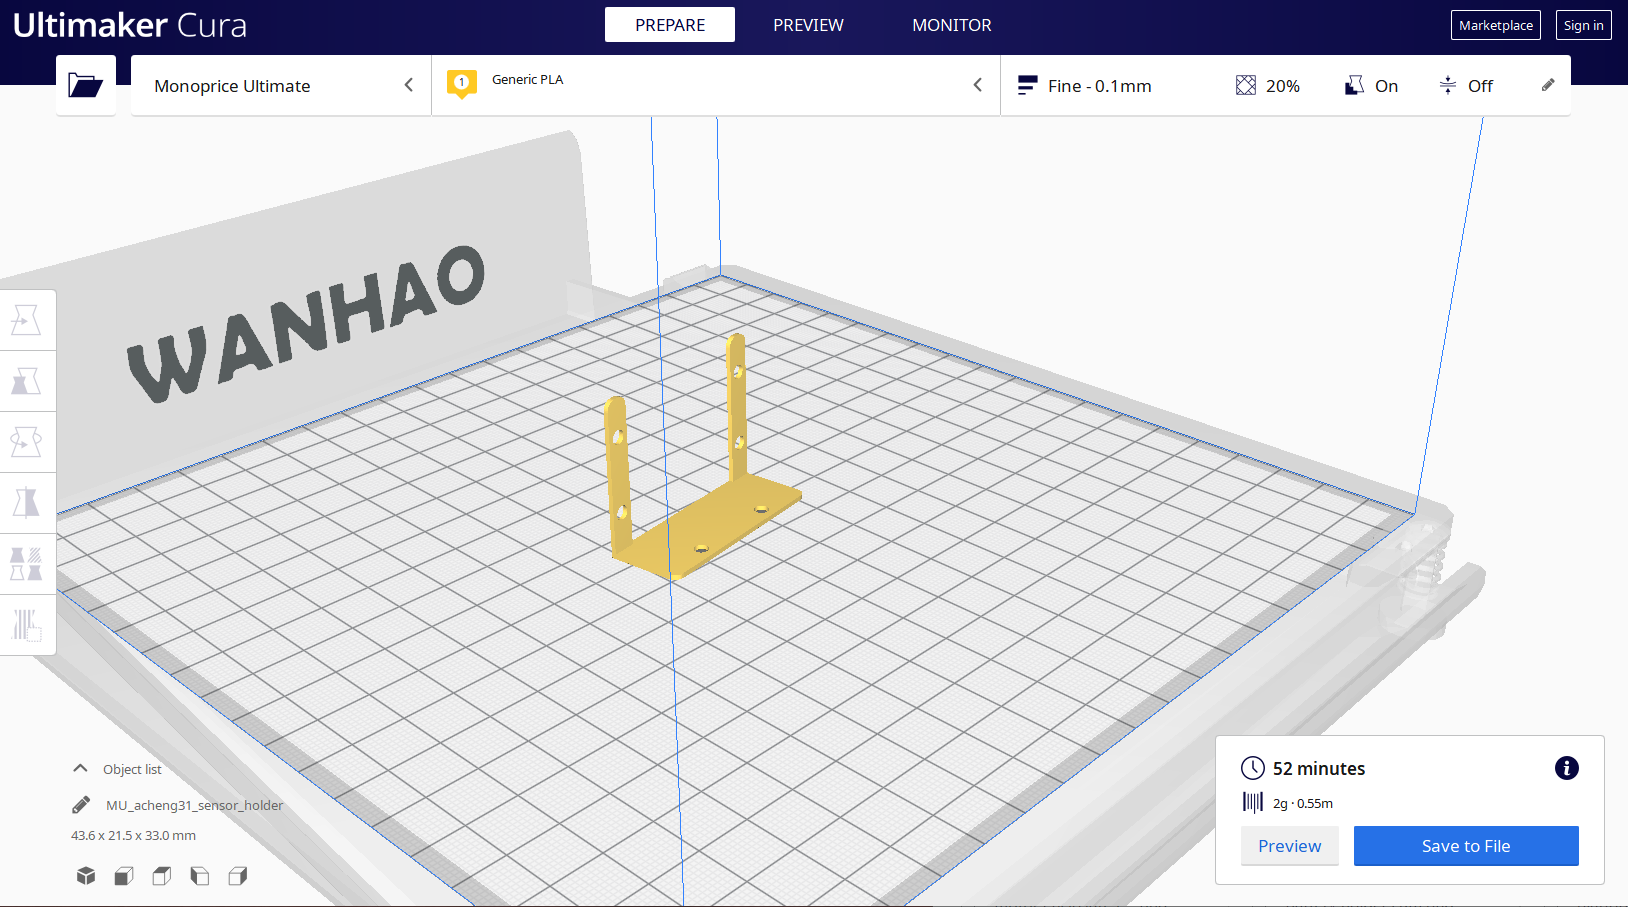 Ultimaker Cura
PREPARE
PREVIEW
MONITOR
Marketplace
Sign in
Monoprice Ultimate
1
Generic PLA
Fine - 0.1mm
20%
On
Off
WANHAO
Object list
MU_acheng31_sensor_holder
43.6 x 21.5 x 33.0 mm
52 minutes
2g · 0.55m
Preview
Save to File